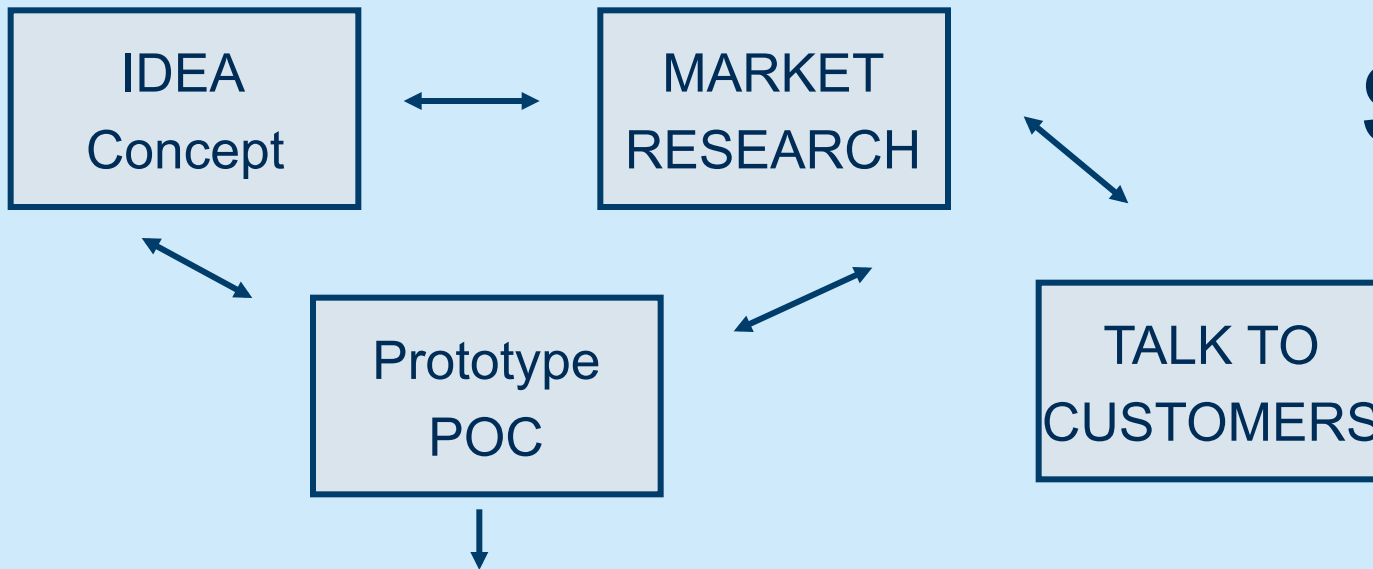 IDEA
Concept
MARKET
RESEARCH
Prototype
POC
TALK TO
CUSTOMERS